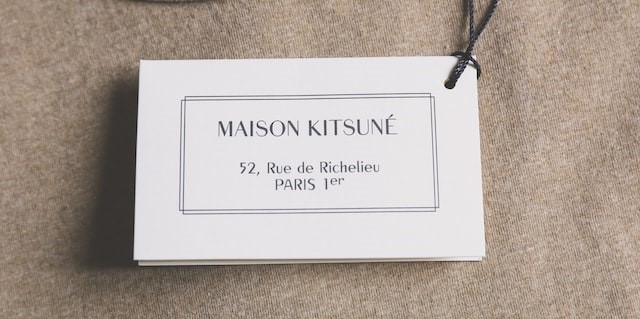 MAISON KITSUNÉ
52, Rue de Richelieu
PARIS 1er